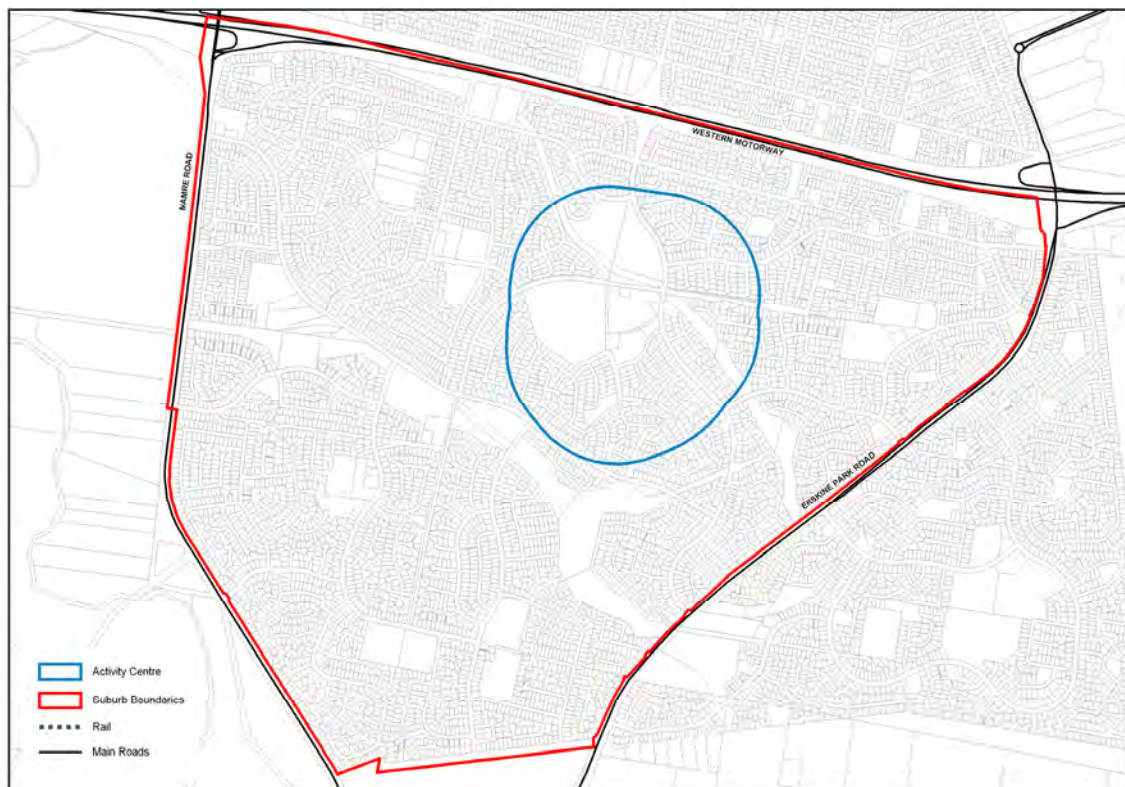 WESTERN MOTORWAY
MAMRE ROAD
ERSKINE PARK ROAD
Activity Centre
Suburb Boundaries
Rail
Main Roads